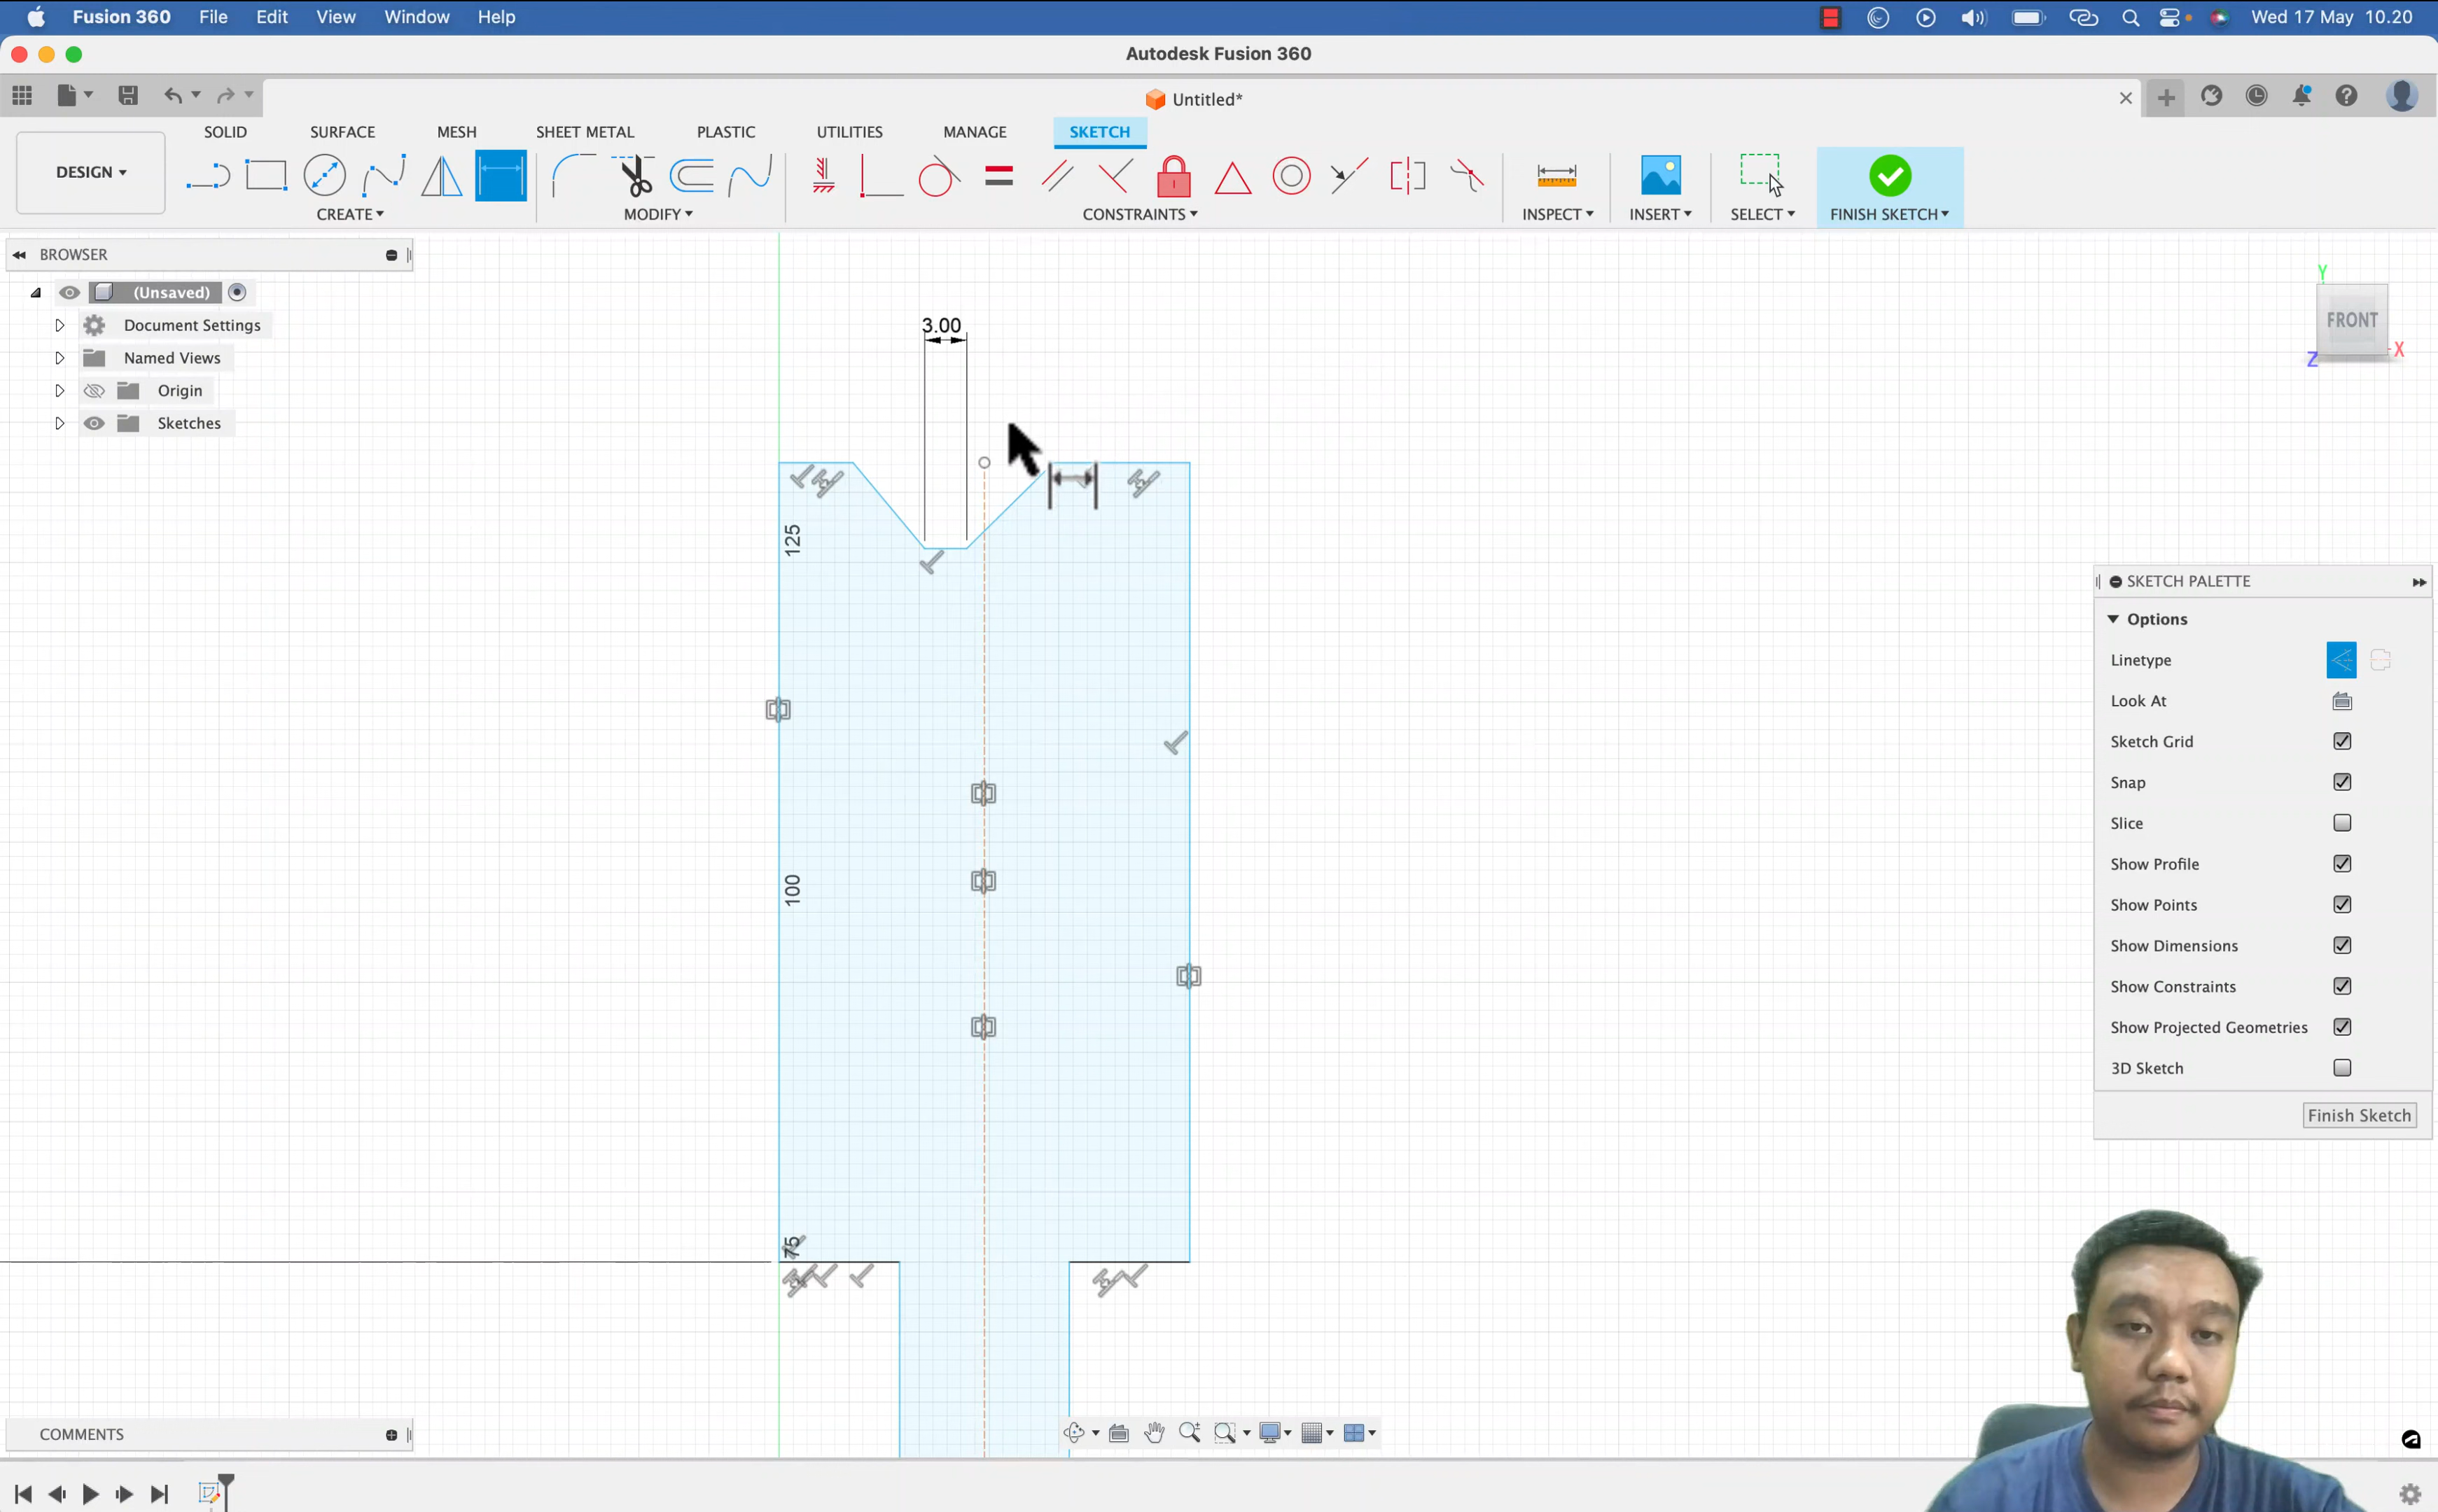 Fusion 360 File Edit View Window Help Wed 17 May 10.20
Autodesk Fusion 360
Untitled*
SOLID SURFACE MESH SHEET METAL PLASTIC UTILITIES MANAGE SKETCH
DESIGN
CREATE MODIFY CONSTRAINTS INSPECT INSERT SELECT FINISH SKETCH
BROWSER
(Unsaved)
Document Settings
Named Views
Origin
Sketches
Y
FRONT
X
Z
3.00
125
100
75
SKETCH PALETTE
Options
Linetype
Look At
Sketch Grid
Snap
Slice
Show Profile
Show Points
Show Dimensions
Show Constraints
Show Projected Geometries
3D Sketch
Finish Sketch
COMMENTS